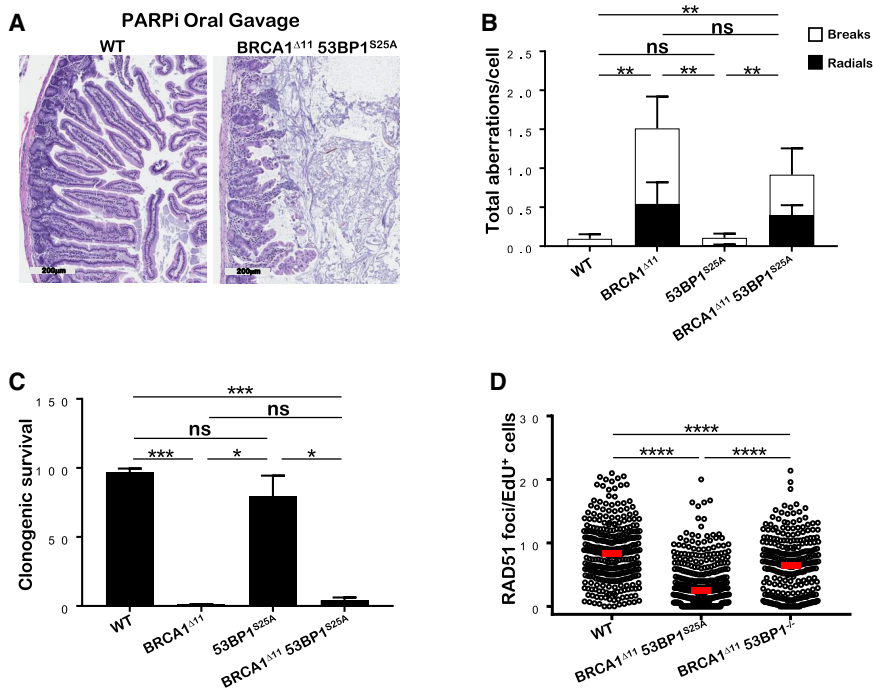 A
PARPi Oral Gavage
WT
BRCA1Δ11 53BP1S25A
200μm
200μm
B
Total aberrations/cell
2.5
2.0
1.5
1.0
0.5
0.0
**
ns
ns
**
**
**
Breaks
Radials
WT
BRCA1Δ11
53BP1S25A
BRCA1Δ11 53BP1S25A
C
Clonogenic survival
150
100
50
0
***
ns
ns
***
*
*
WT
BRCA1Δ11
53BP1S25A
BRCA1Δ11 53BP1S25A
D
RAD51 foci/EdU+ cells
30
20
10
0
****
****
****
WT
BRCA1Δ11 53BP1S25A
BRCA1Δ11 53BP1-/-